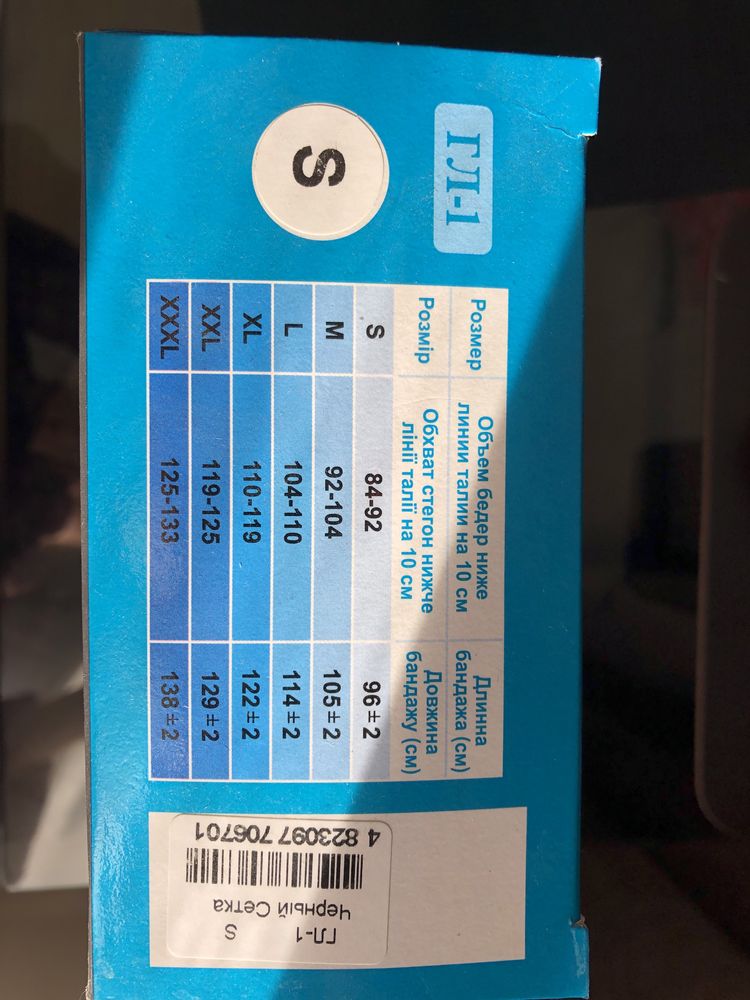 ГЛ-1
S
Розмер
Розмір
Объем бедер ниже
линии талии на 10 см
Обхват стегон нижче
лінії талії на 10 см
Длинна
бандажа (см)
Довжина
бандажу (см)
S 84-92 96±2
M 92-104 105±2
L 104-110 114±2
XL 110-119 122±2
XXL 119-125 129±2
XXXL 125-133 138±2
ГЛ-1 S
Черный Сетка
4 823097 706701